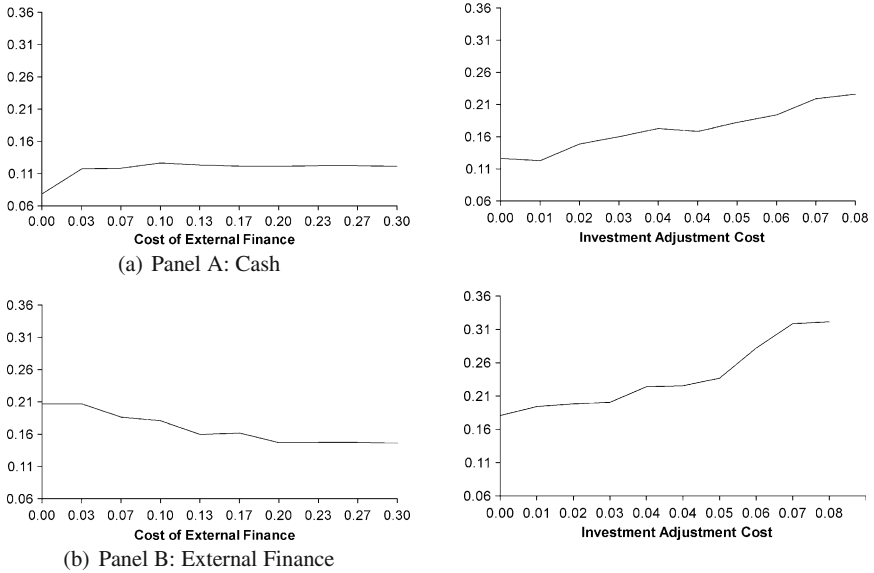 0.36
0.31
0.26
0.21
0.16
0.11
0.06
0.00 0.03 0.07 0.10 0.13 0.17 0.20 0.23 0.27 0.30
Cost of External Finance
(a) Panel A: Cash
0.36
0.31
0.26
0.21
0.16
0.11
0.06
0.00 0.01 0.02 0.03 0.04 0.04 0.05 0.06 0.07 0.08
Investment Adjustment Cost
0.36
0.31
0.26
0.21
0.16
0.11
0.06
0.00 0.03 0.07 0.10 0.13 0.17 0.20 0.23 0.27 0.30
Cost of External Finance
(b) Panel B: External Finance
0.36
0.31
0.26
0.21
0.16
0.11
0.06
0.00 0.01 0.02 0.03 0.04 0.04 0.05 0.06 0.07 0.08
Investment Adjustment Cost